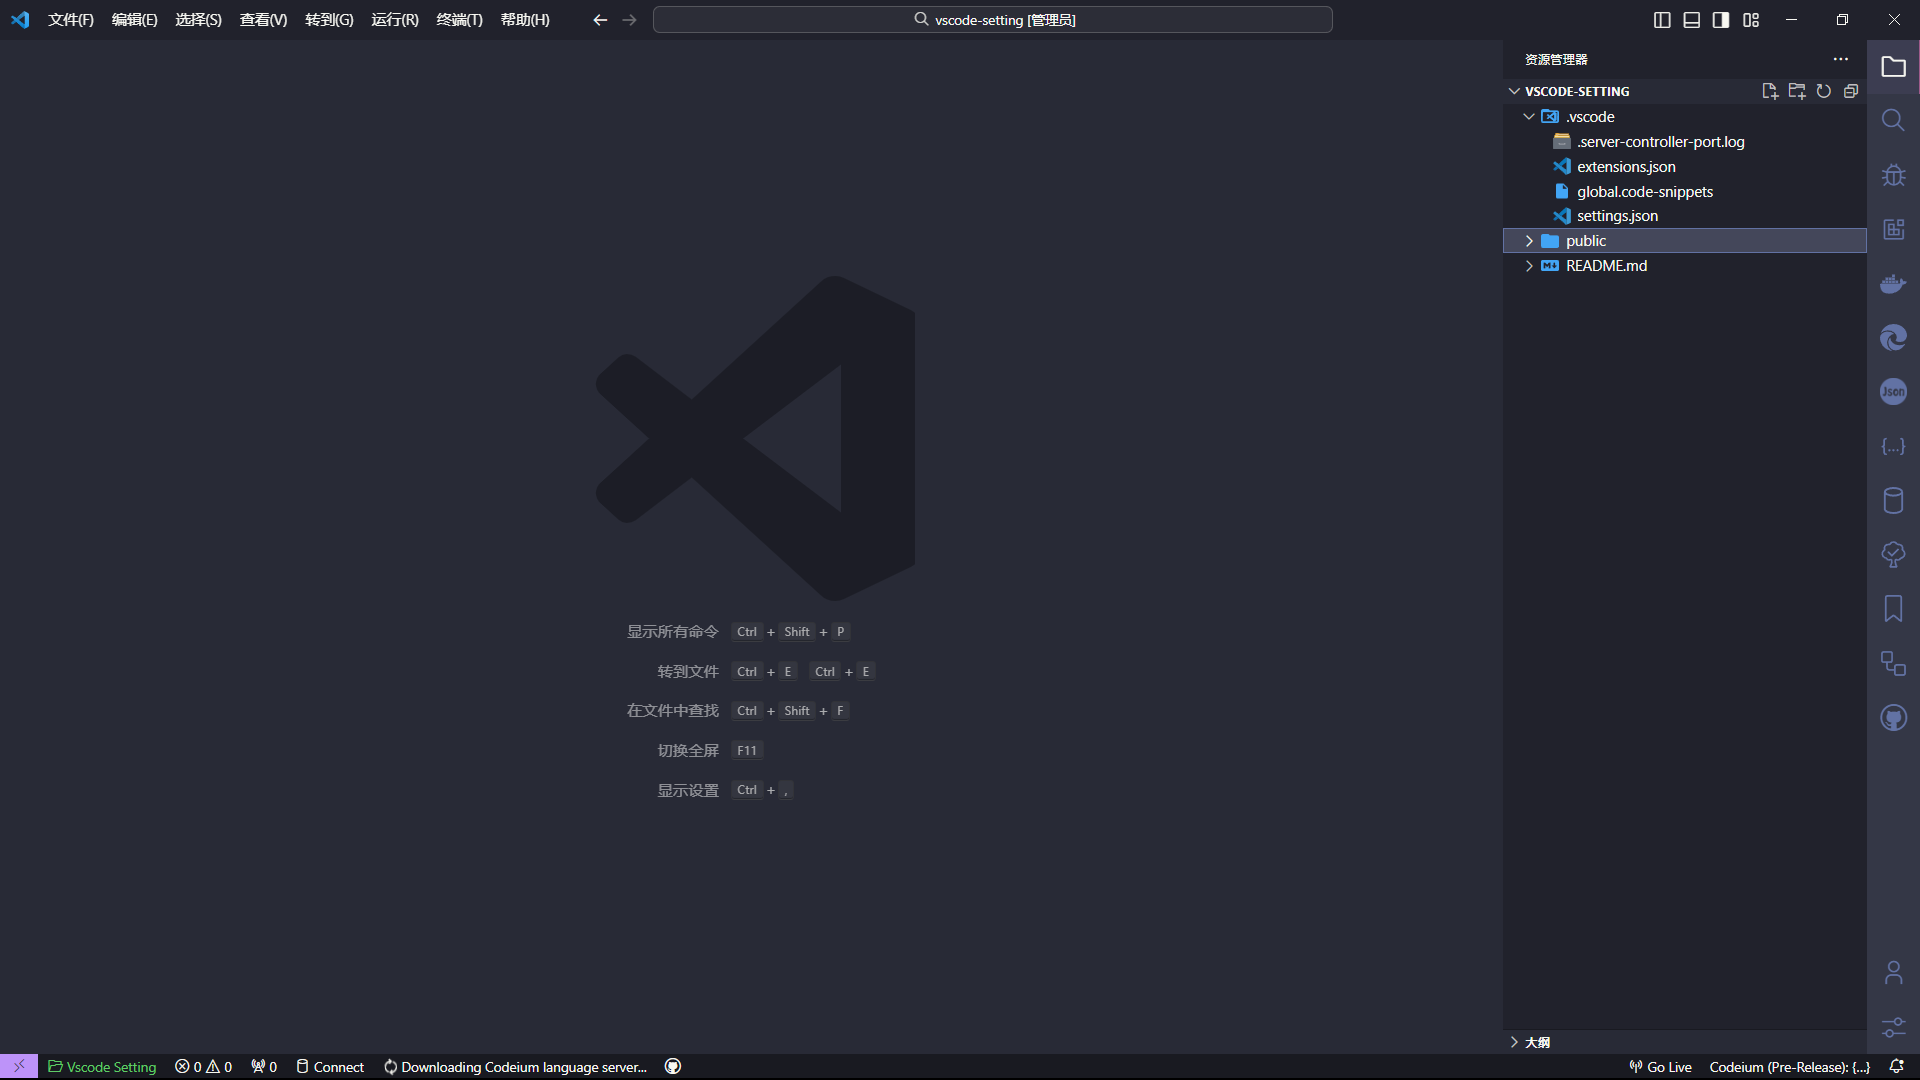 文件(F) 编辑(E) 选择(S) 查看(V) 转到(G) 运行(R) 终端(T) 帮助(H) vscode-setting [管理员]
资源管理器
VSCODE-SETTING
.vscode
.server-controller-port.log
extensions.json
global.code-snippets
settings.json
public
README.md
Json
{...}
显示所有命令 Ctrl + Shift + P
转到文件 Ctrl + E Ctrl + E
在文件中查找 Ctrl + Shift + F
切换全屏 F11
显示设置 Ctrl + ,
大纲
Vscode Setting 0 0 0 Connect Downloading Codeium language server... Go Live Codeium (Pre-Release): {...}